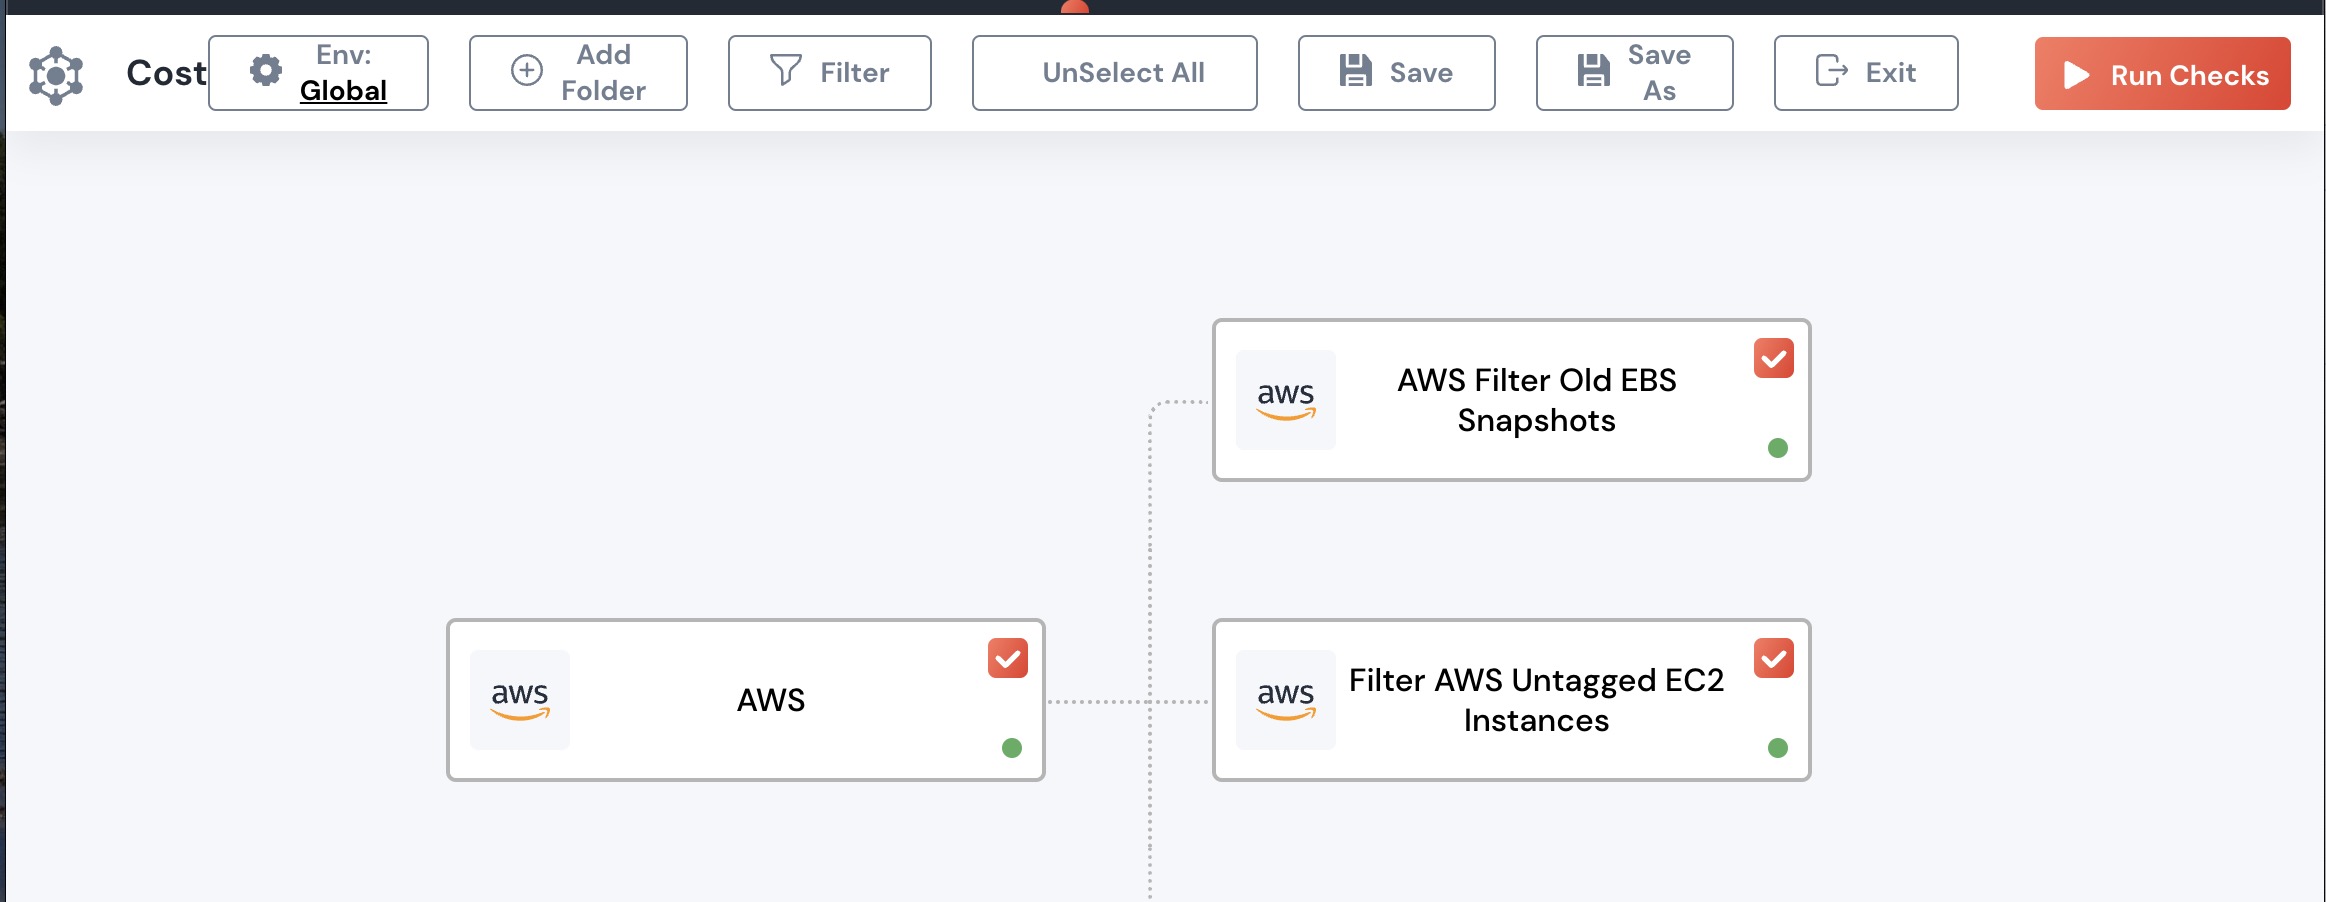 Cost
Env:
Global
Add
Folder
Filter
UnSelect All
Save
Save
As
Exit
Run Checks
aws
AWS Filter Old EBS
Snapshots
aws
AWS
aws
Filter AWS Untagged EC2
Instances